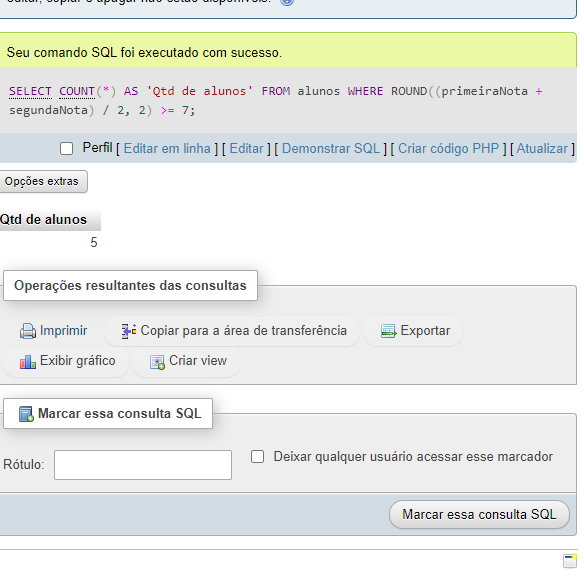 editar, copiar e apagar não estão disponíveis.
Seu comando SQL foi executado com sucesso.
SELECT COUNT(*) AS 'Qtd de alunos' FROM alunos WHERE ROUND((primeiraNota +
segundaNota) / 2, 2) >= 7;
Perfil [ Editar em linha ] [ Editar ] [ Demonstrar SQL ] [ Criar código PHP ] [ Atualizar ]
Opções extras
Qtd de alunos
5
Operações resultantes das consultas
Imprimir Copiar para a área de transferência Exportar
Exibir gráfico Criar view
Marcar essa consulta SQL
Rótulo: Deixar qualquer usuário acessar esse marcador
Marcar essa consulta SQL